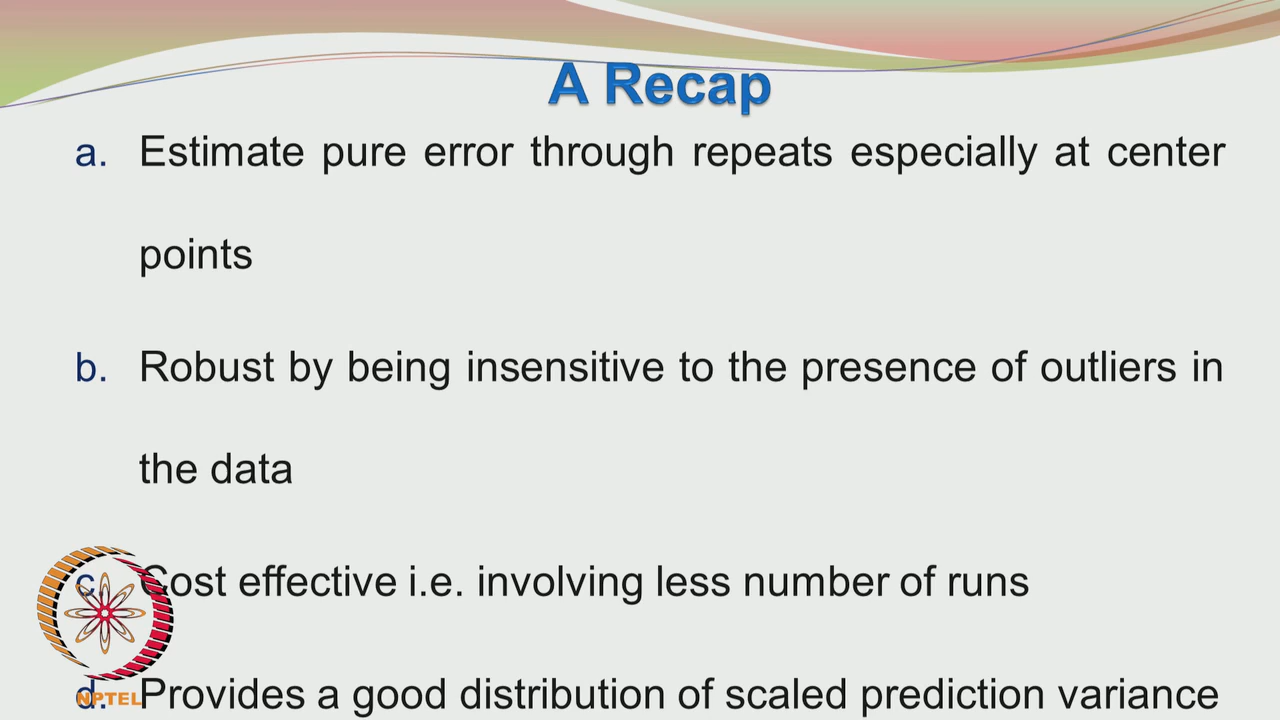 A Recap
a. Estimate pure error through repeats especially at center
points
b. Robust by being insensitive to the presence of outliers in
the data
c. Cost effective i.e. involving less number of runs
d. Provides a good distribution of scaled prediction variance
NPTEL